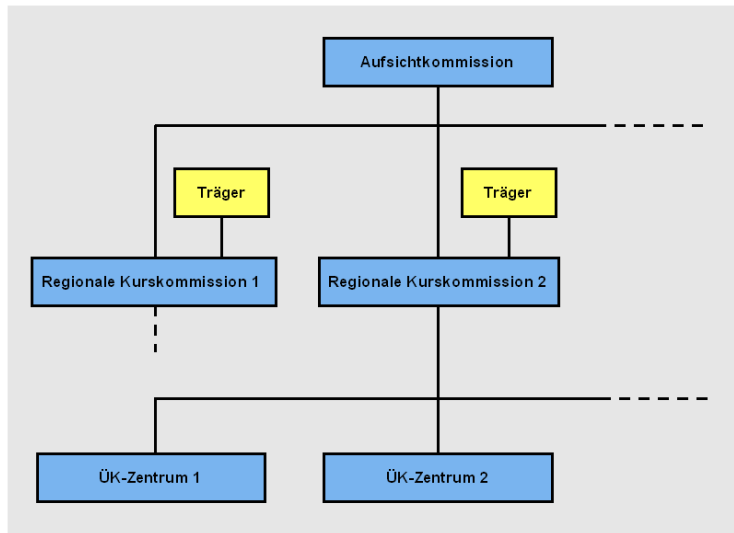 Aufsichtkommission
Träger
Träger
Regionale Kurskommission 1
Regionale Kurskommission 2
ÜK-Zentrum 1
ÜK-Zentrum 2